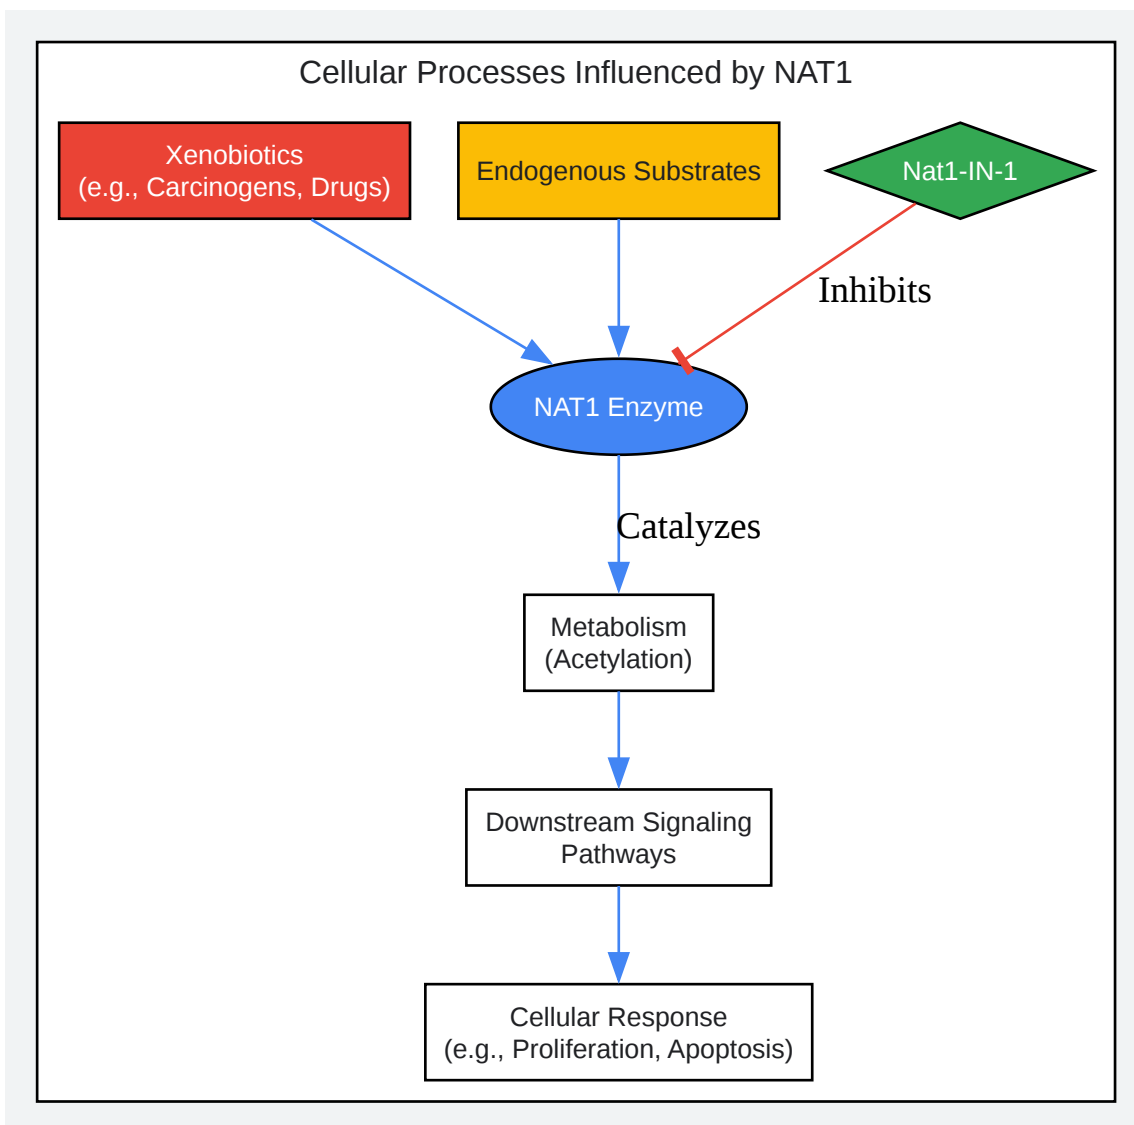 Cellular Processes Influenced by NAT1
Xenobiotics
(e.g., Carcinogens, Drugs)
Endogenous Substrates
Nat1-IN-1
Inhibits
NAT1 Enzyme
Catalyzes
Metabolism
(Acetylation)
Downstream Signaling
Pathways
Cellular Response
(e.g., Proliferation, Apoptosis)